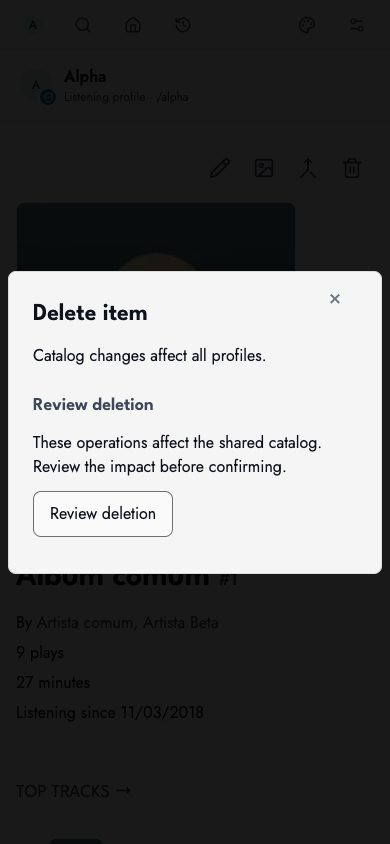 A
A
Alpha
Listening profile · /alpha
Delete item
Catalog changes affect all profiles.
Review deletion
These operations affect the shared catalog.
Review the impact before confirming.
Review deletion
Album comum #1
By Artista comum, Artista Beta
9 plays
27 minutes
Listening since 11/03/2018
TOP TRACKS →